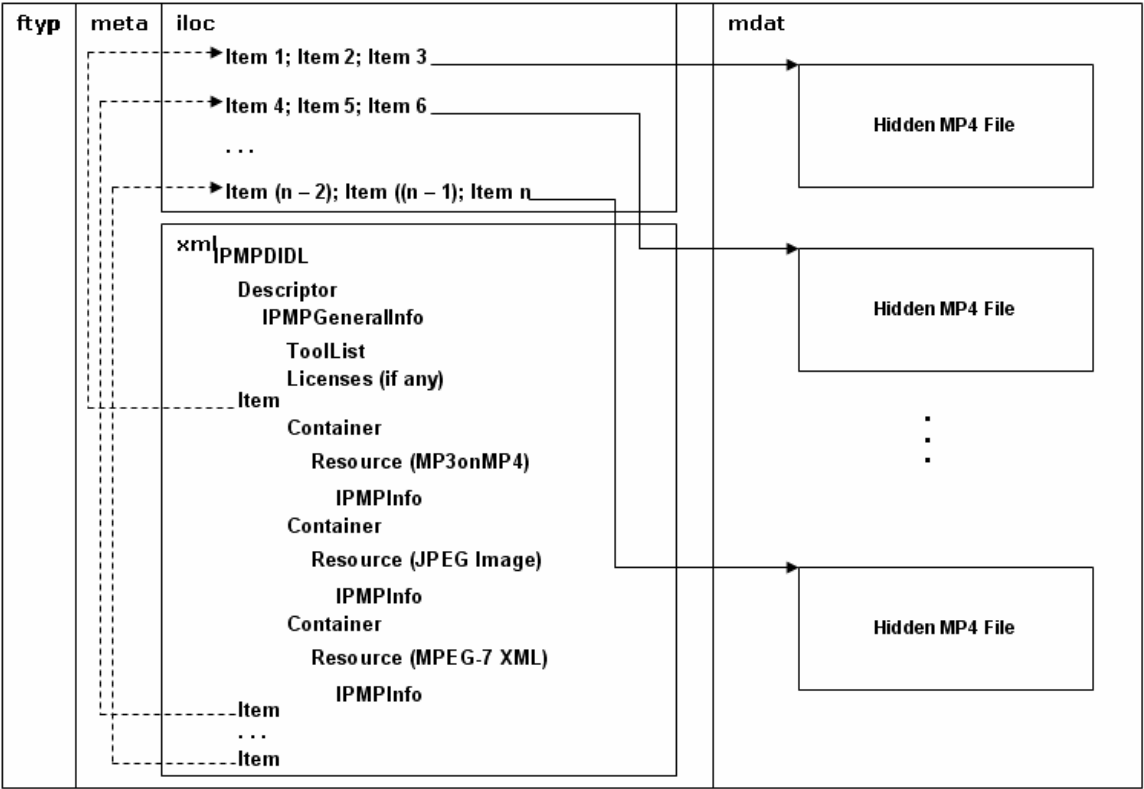 ftyp
meta
iloc
Item 1; Item 2; Item 3
Item 4; Item 5; Item 6
. . .
Item (n – 2); Item ((n – 1); Item n
xml
IPMPDIDL
Descriptor
IPMPGeneralInfo
ToolList
Licenses (if any)
Item
Container
Resource (MP3onMP4)
IPMPInfo
Container
Resource (JPEG Image)
IPMPInfo
Container
Resource (MPEG-7 XML)
IPMPInfo
Item
. . .
Item
mdat
Hidden MP4 File
Hidden MP4 File
Hidden MP4 File